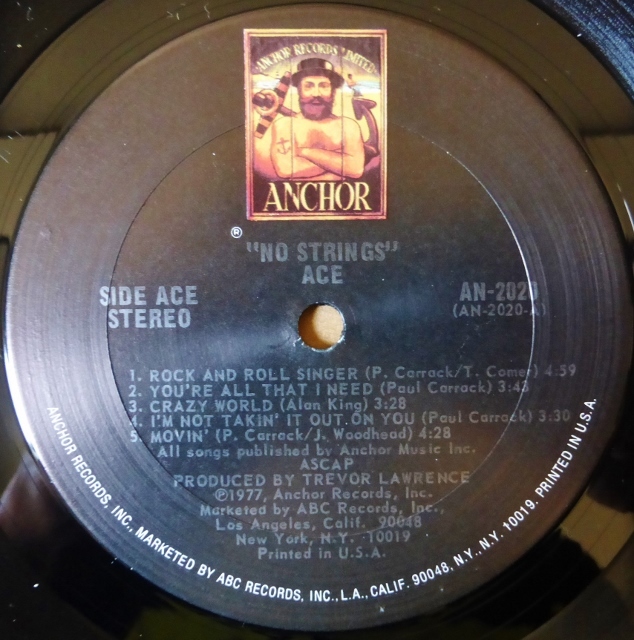 ANCHOR RECORDS LIMITED
ANCHOR
®
"NO STRINGS"
ACE
SIDE ACE
STEREO
AN-2020
(AN-2020-A)
1. ROCK AND ROLL SINGER (P. Carrack/T. Comer) 4:59
2. YOU'RE ALL THAT I NEED (Paul Carrack) 3:43
3. CRAZY WORLD (Alan King) 3:28
4. I'M NOT TAKIN' IT OUT ON YOU (Paul Carrack) 3:30
5. MOVIN' (P. Carrack/J. Woodhead) 4:28
All songs published by Anchor Music Inc.
ASCAP
PRODUCED BY TREVOR LAWRENCE
℗1977, Anchor Records, Inc.
Marketed by ABC Records, Inc.,
Los Angeles, Calif. 90048
New York, N.Y. 10019
Printed in U.S.A.
ANCHOR RECORDS, INC., MARKETED BY ABC RECORDS, INC., L.A., CALIF. 90048, N.Y., N.Y. 10019. PRINTED IN U.S.A.